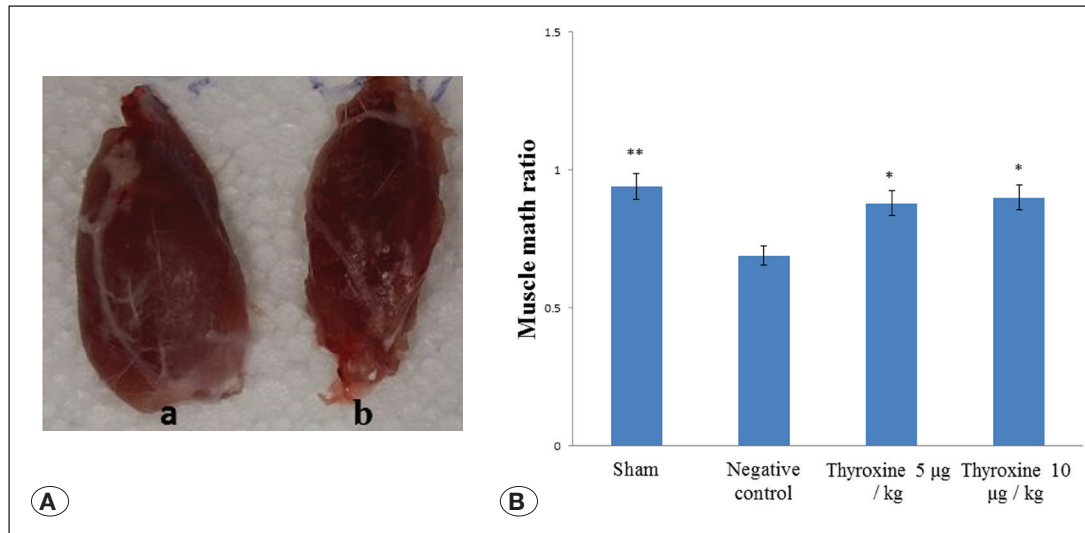 a
b
A
1.5
1
0.5
0
Muscle math ratio
**
*
*
Sham
Negative
control
Thyroxine 5 µg
/ kg
Thyroxine 10
µg / kg
B